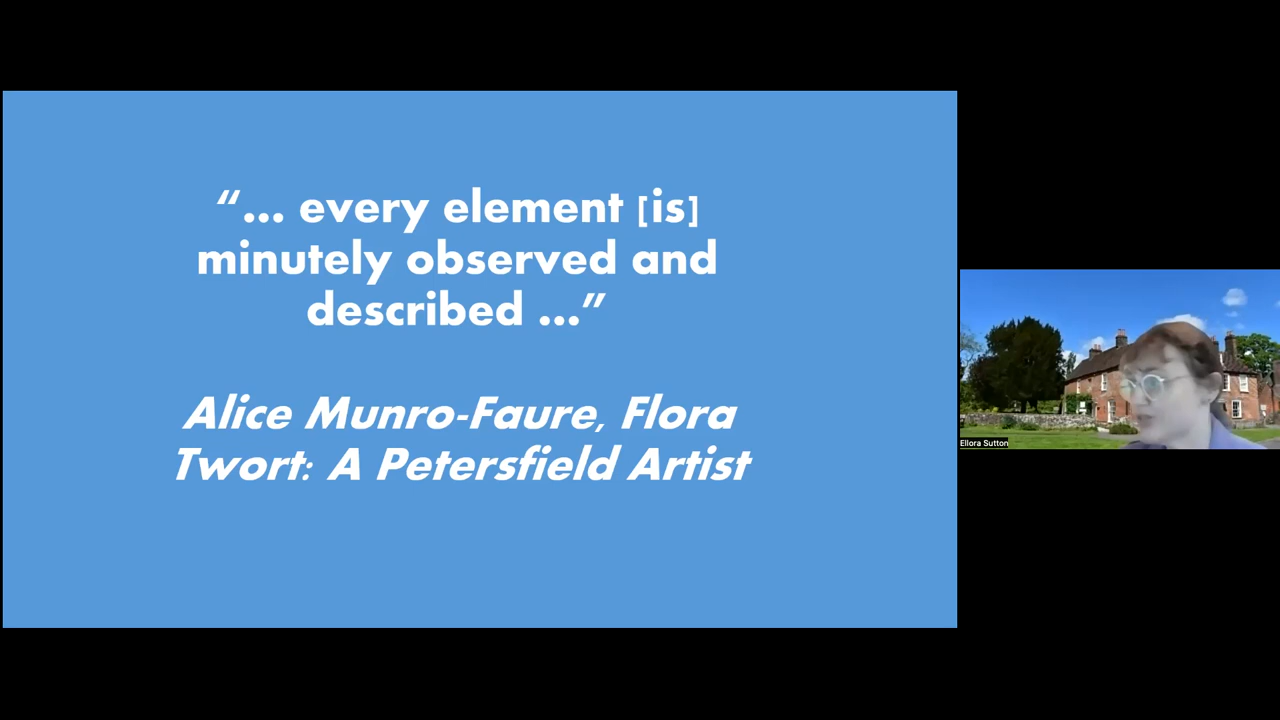 “... every element [is]
minutely observed and
described ...”
Alice Munro-Faure, Flora
Twort: A Petersfield Artist
Ellora Sutton